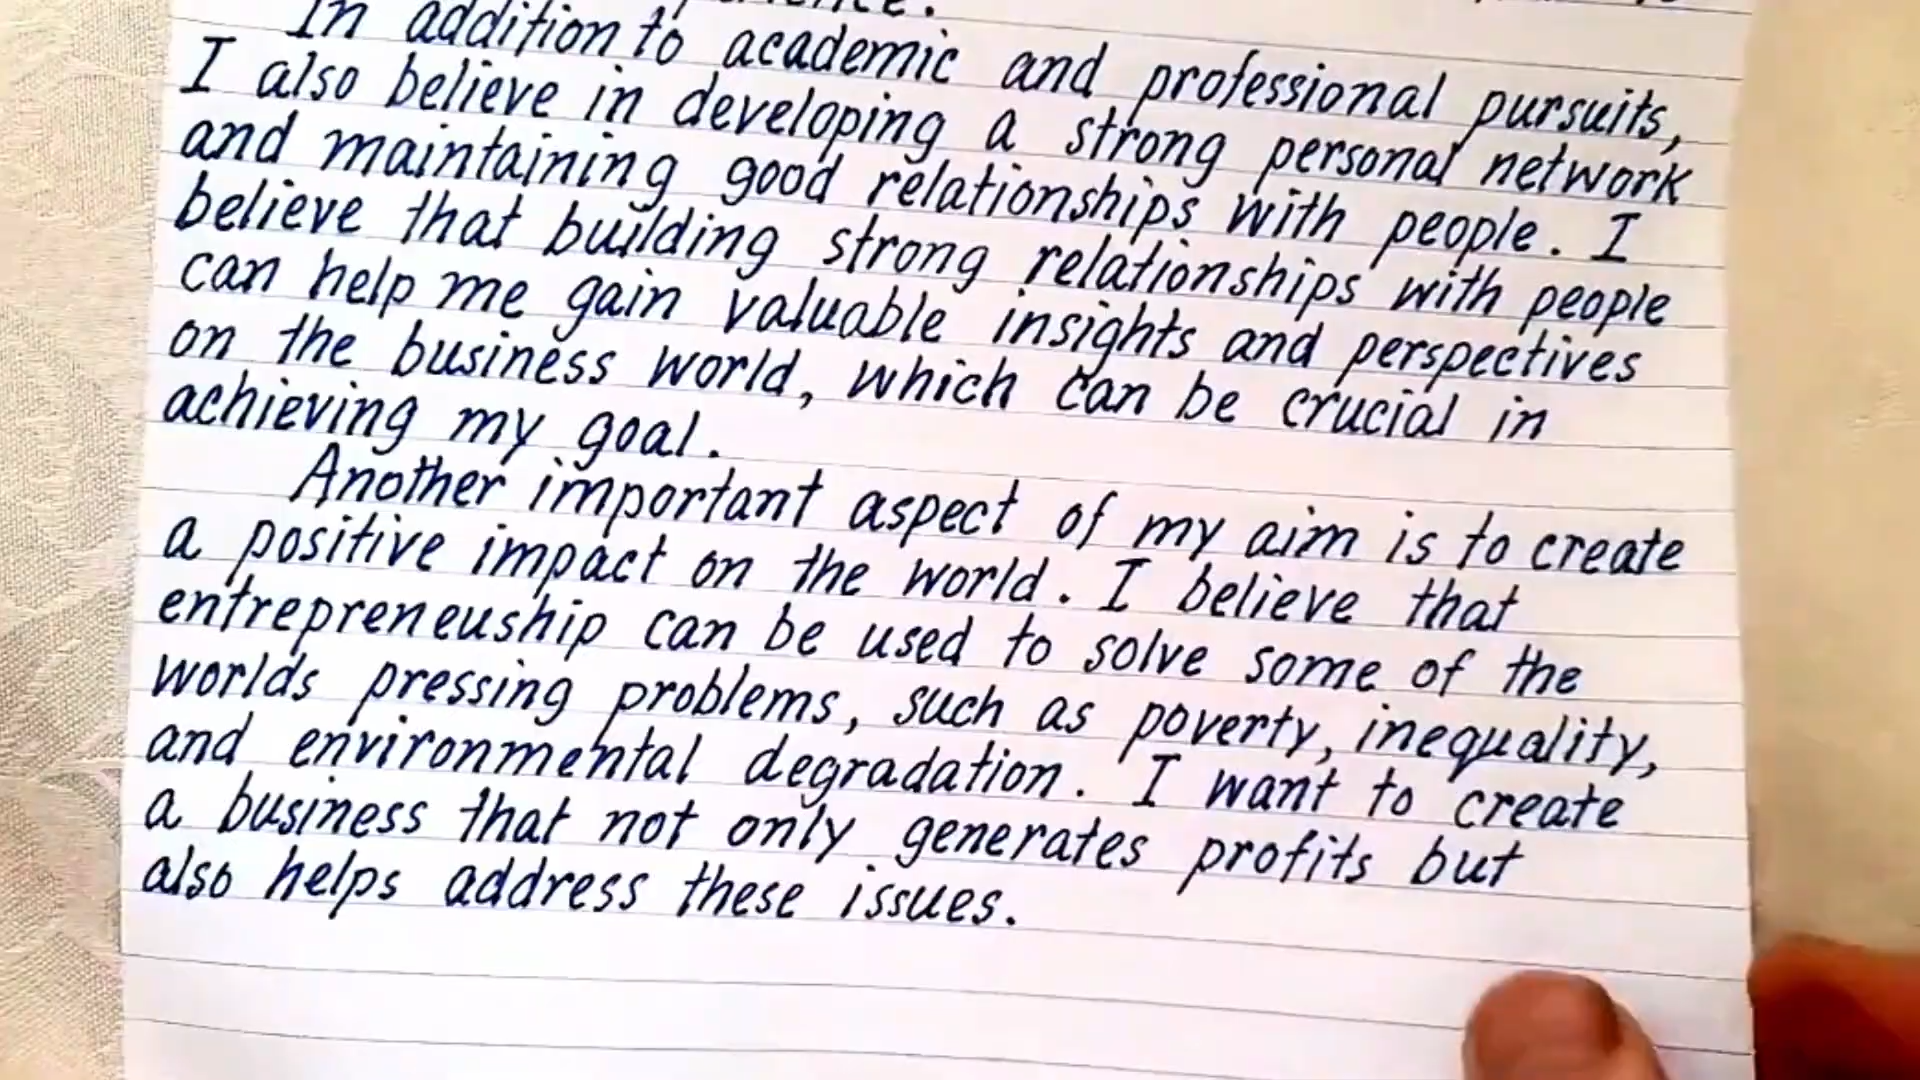 In addition to academic and professional pursuits,
I also believe in developing a strong personal network
and maintaining good relationships with people. I
believe that building strong relationships with people
can help me gain valuable insights and perspectives
on the business world, which can be crucial in
achieving my goal.
Another important aspect of my aim is to create
a positive impact on the world. I believe that
entrepreneuship can be used to solve some of the
worlds pressing problems, such as poverty, inequality,
and environmental degradation. I want to create
a business that not only generates profits but
also helps address these issues.